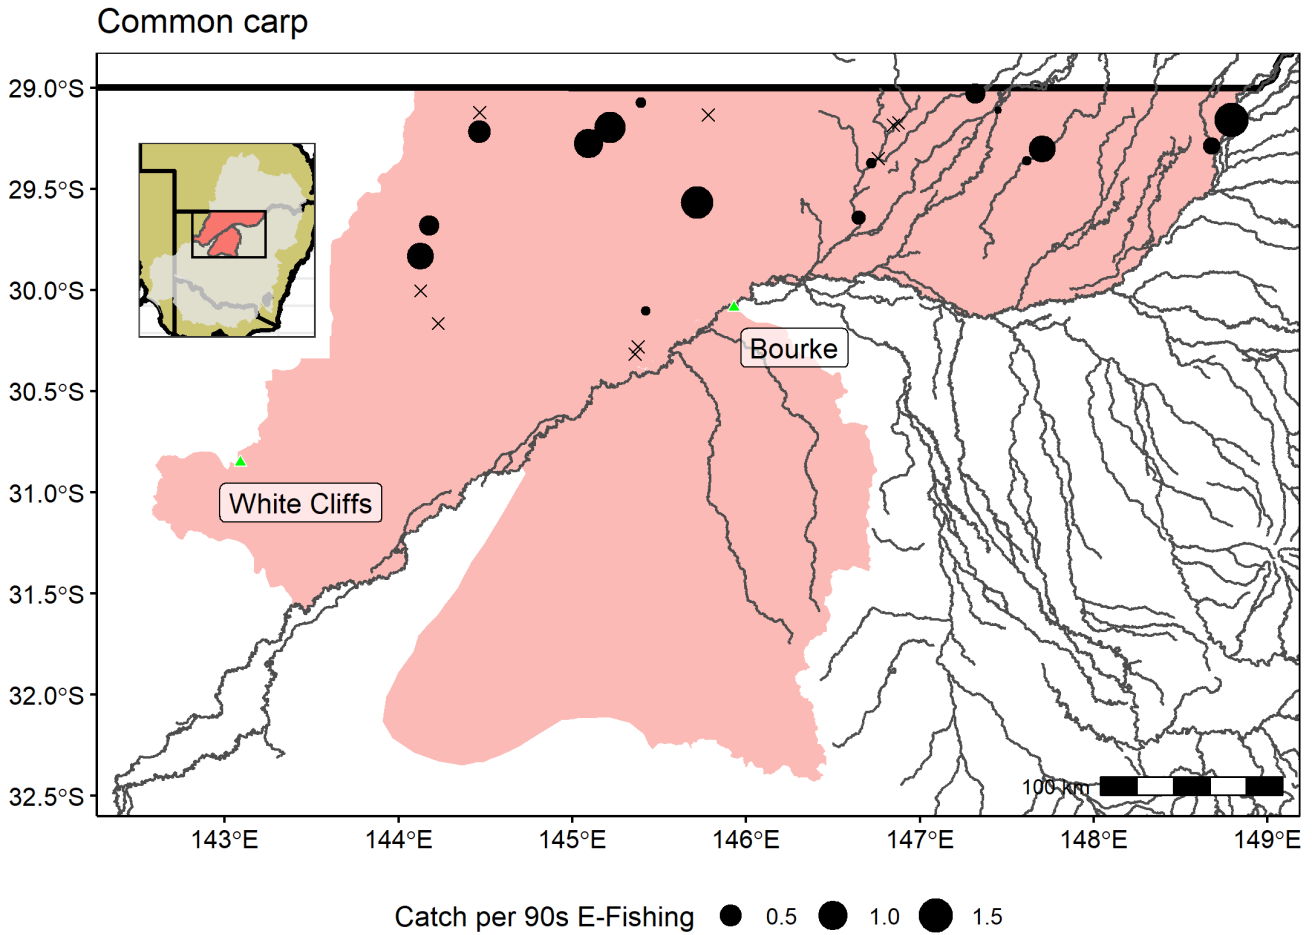 Common carp
29.0°S
29.5°S
30.0°S
30.5°S
31.0°S
31.5°S
32.0°S
32.5°S
Bourke
White Cliffs
100 km
143°E 144°E 145°E 146°E 147°E 148°E 149°E
Catch per 90s E-Fishing 0.5 1.0 1.5